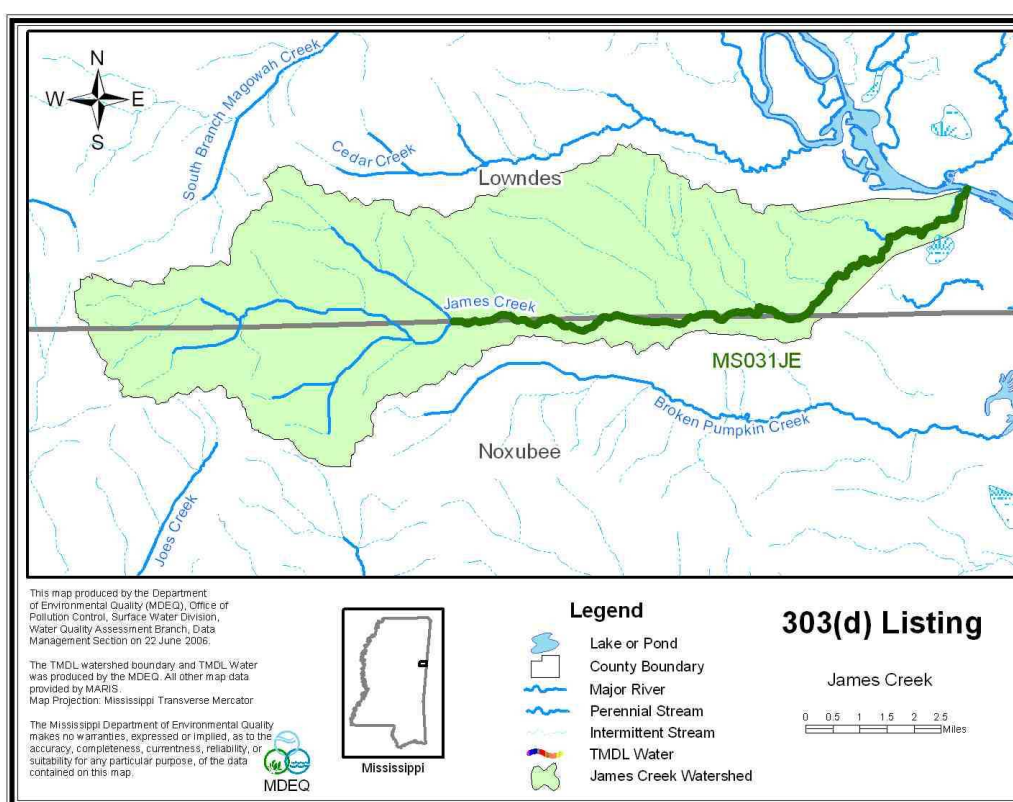 N
W E
S
South Branch Magowah Creek
Cedar Creek
Lowndes
James Creek
MS031JE
Broken Pumpkin Creek
Noxubee
Joes Creek
This map produced by the Department
of Environmental Quality (MDEQ), Office of
Pollution Control, Surface Water Division,
Water Quality Assessment Branch, Data
Management Section on 22 June 2006.
The TMDL watershed boundary and TMDL Water
was produced by the MDEQ. All other map data
provided by MARIS.
Map Projection: Mississippi Transverse Mercator
The Mississippi Department of Environmental Quality
makes no warranties, expressed or implied, as to the
accuracy, completeness, currentness, reliability, or
suitability for any particular purpose, of the data
contained on this map.
MDEQ
Mississippi
Legend
Lake or Pond
County Boundary
Major River
Perennial Stream
Intermittent Stream
TMDL Water
James Creek Watershed
303(d) Listing
James Creek
0 0.5 1 1.5 2 2.5
Miles